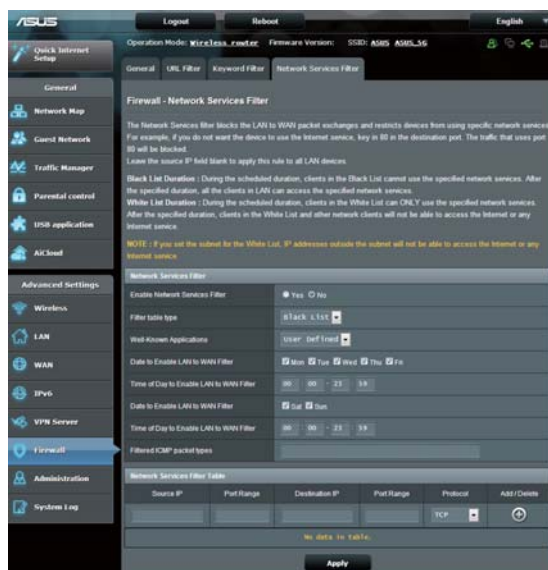 ASUS
Logout
Reboot
English
Operation Mode: Wireless router Firmware Version: SSID: ASUS ASUS_5G
Quick Internet Setup
General
URL Filter
Keyword Filter
Network Services Filter
General
Network Map
Guest Network
Traffic Manager
Parental control
USB application
AiCloud
Advanced Settings
Wireless
LAN
WAN
IPv6
VPN Server
Firewall
Administration
System Log
Firewall - Network Services Filter
The Network Services filter blocks the LAN to WAN packet exchanges and restricts devices from using specific network services.
For example, if you do not want the device to use the Internet service, key in 80 in the destination port. The traffic that uses port
80 will be blocked.
Leave the source IP field blank to apply this rule to all LAN devices.
Black List Duration : During the scheduled duration, clients in the Black List cannot use the specified network services. After
the specified duration, all the clients in LAN can access the specified network services.
White List Duration : During the scheduled duration, clients in the White List can ONLY use the specified network services.
After the specified duration, clients in the White List and other network clients will not be able to access the Internet or any
Internet service.
NOTE : If you set the subnet for the White List, IP addresses outside the subnet will not be able to access the Internet or any
Internet service.
Network Services Filter
Enable Network Services Filter Yes No
Filter table type Black List
Well-Known Applications User Defined
Date to Enable LAN to WAN Filter Mon Tue Wed Thu Fri
Time of Day to Enable LAN to WAN Filter 00 : 00 - 23 : 59
Date to Enable LAN to WAN Filter Sat Sun
Time of Day to Enable LAN to WAN Filter 00 : 00 - 23 : 59
Filtered ICMP packet types
Network Services Filter Table
Source IP Port Range Destination IP Port Range Protocol Add / Delete
TCP
No data in table.
Apply